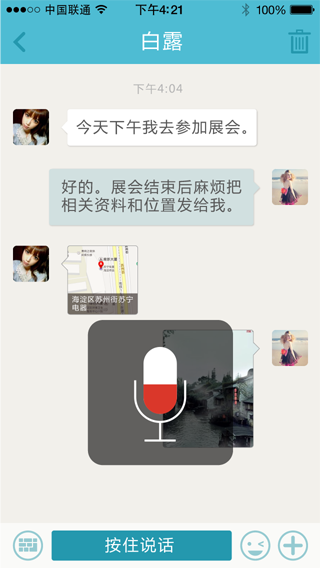 中国联通 下午4:21 100%
白露
下午4:04
今天下午我去参加展会。
好的。展会结束后麻烦把
相关资料和位置发给我。
海淀区苏州街苏宁
电器
按住说话